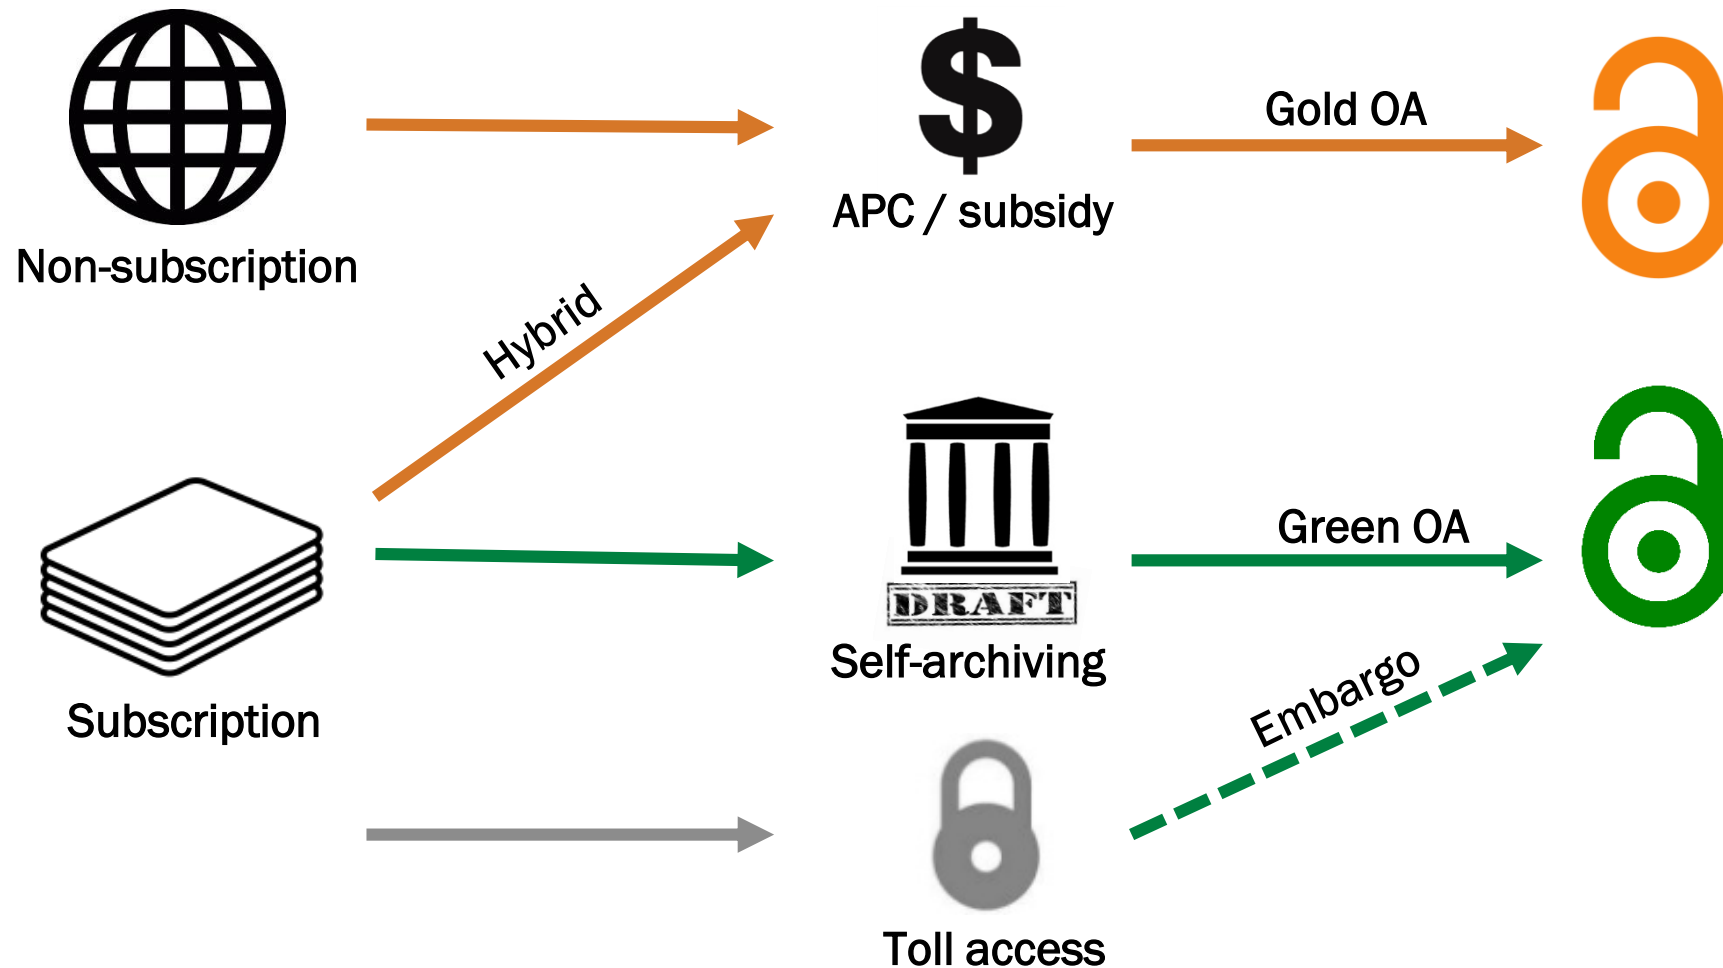 Gold OA
APC / subsidy
Non-subscription
Hybrid
Green OA
DRAFT
Self-archiving
Subscription
Embargo
Toll access